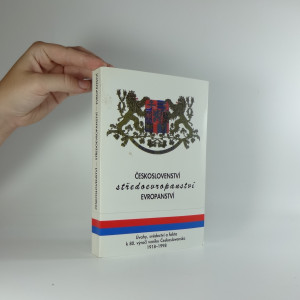 ČESKOSLOVENSTVÍ
středoevropanství
EVROPANSTVÍ
Úvahy, svědectví a fakta
k 80. výročí vzniku Československa
1918-1998